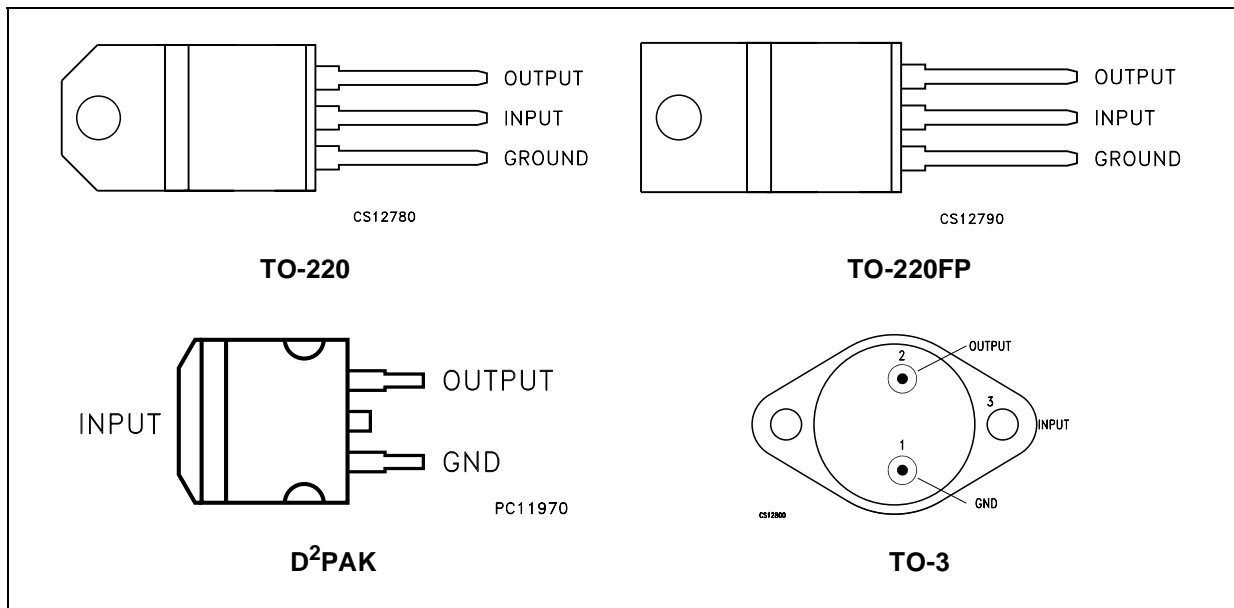 OUTPUT
INPUT
GROUND
CS12780
TO-220
OUTPUT
INPUT
GROUND
CS12790
TO-220FP
INPUT
OUTPUT
GND
PC11970
D²PAK
2
OUTPUT
3
INPUT
1
GND
CS12800
TO-3